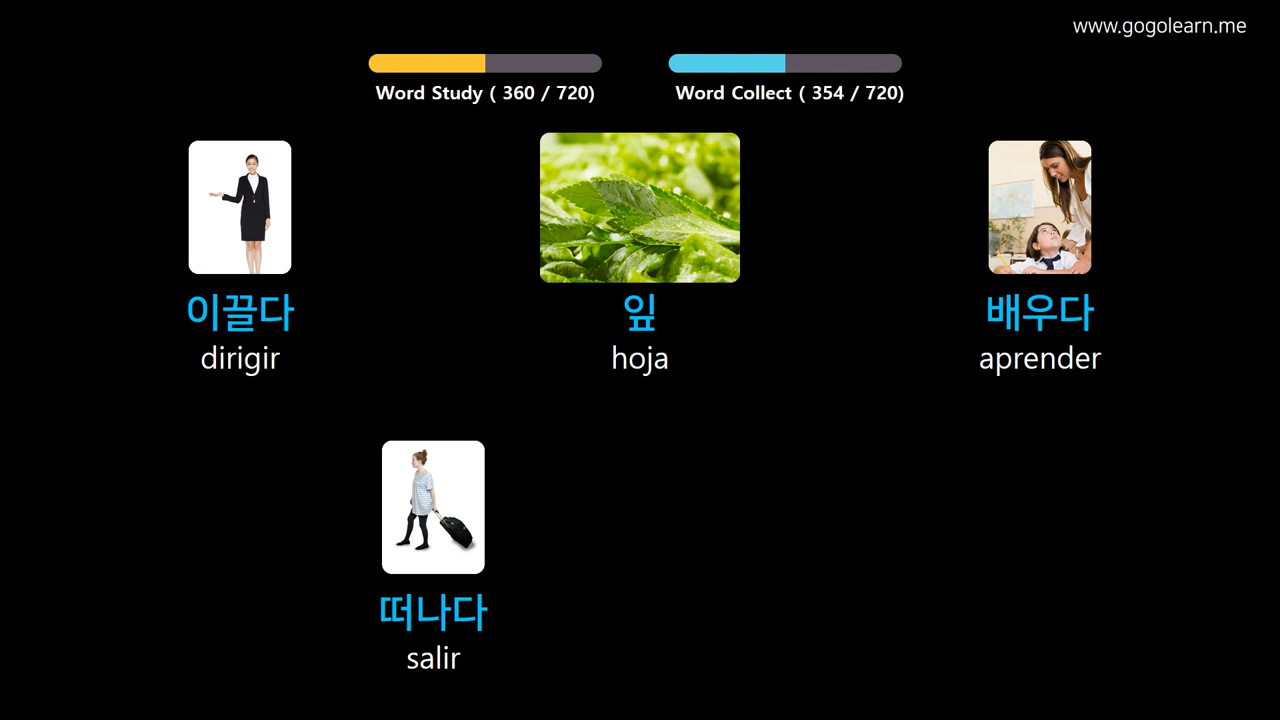 www.gogolearn.me
Word Study ( 360 / 720)
Word Collect ( 354 / 720)
이끌다
dirigir
잎
hoja
배우다
aprender
떠나다
salir